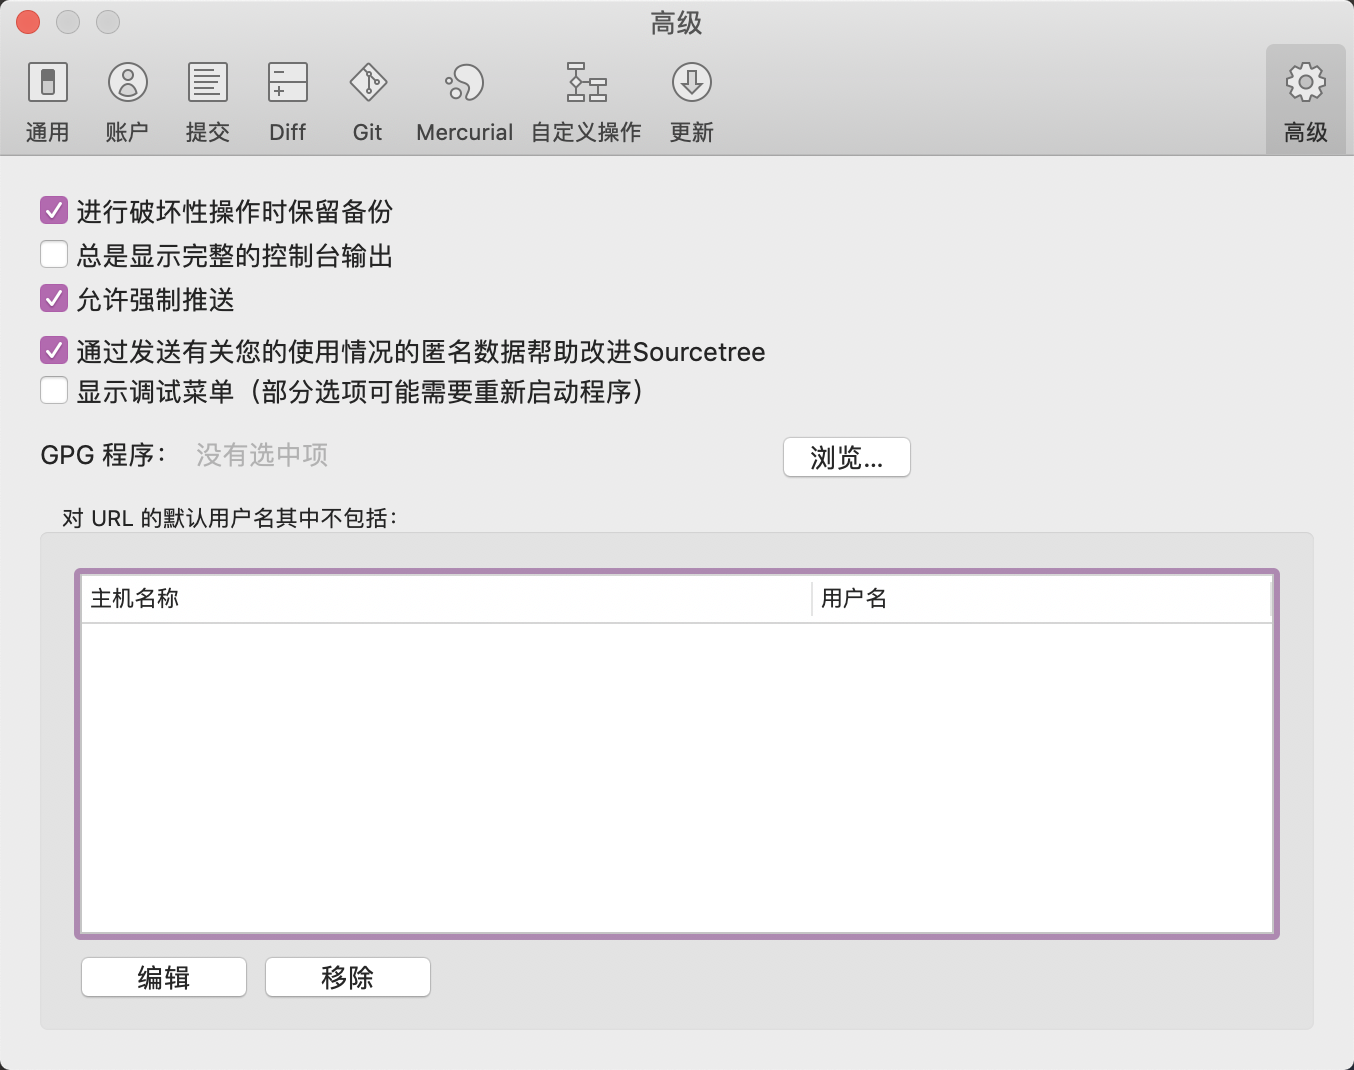 高级
通用 账户 提交 Diff Git Mercurial 自定义操作 更新 高级
进行破坏性操作时保留备份
总是显示完整的控制台输出
允许强制推送
通过发送有关您的使用情况的匿名数据帮助改进Sourcetree
显示调试菜单（部分选项可能需要重新启动程序）
GPG 程序： 没有选中项 浏览...
对 URL 的默认用户名其中不包括：
主机名称 用户名
编辑 移除